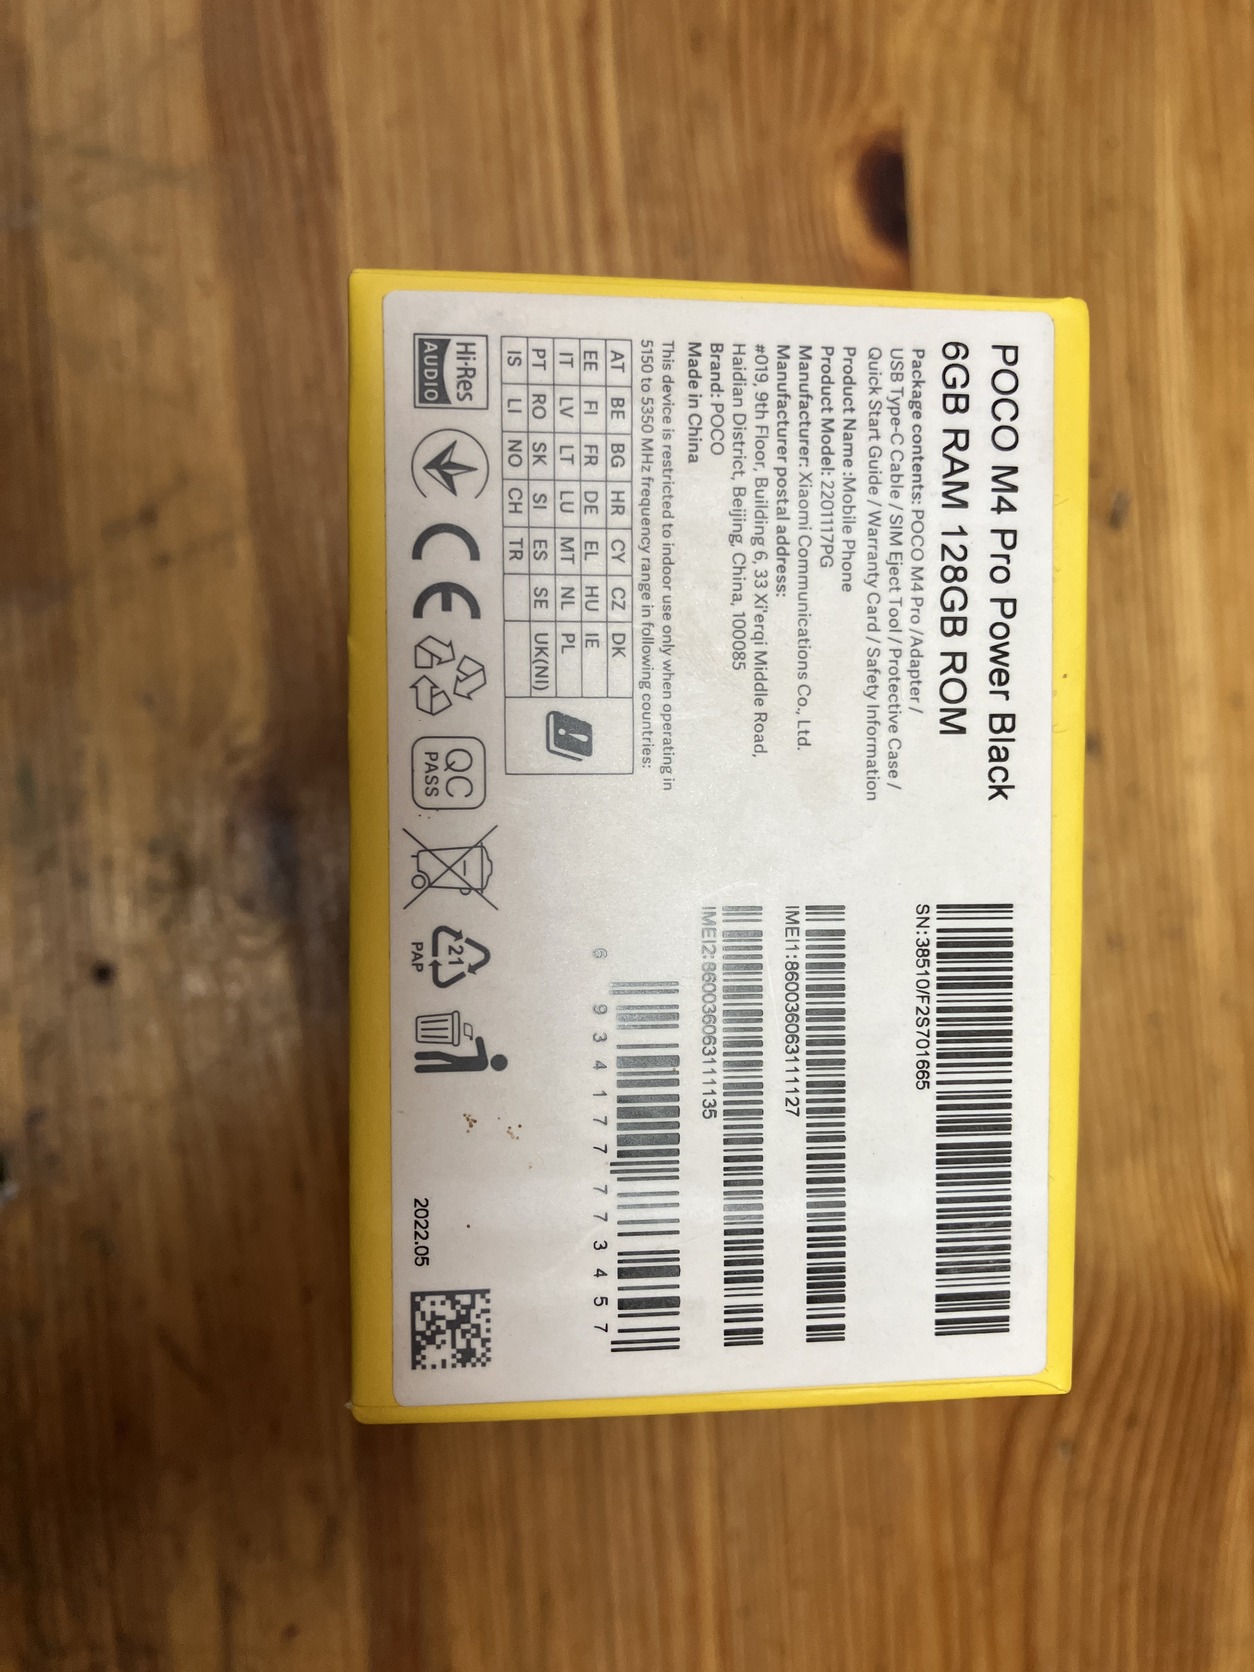 POCO M4 Pro Power Black
6GB RAM 128GB ROM
Package contents: POCO M4 Pro /Adapter /
USB Type-C Cable / SIM Eject Tool / Protective Case /
Quick Start Guide / Warranty Card / Safety Information
Product Name :Mobile Phone
Product Model: 2201117PG
Manufacturer: Xiaomi Communications Co., Ltd.
Manufacturer postal address:
#019, 9th Floor, Building 6, 33 Xi'erqi Middle Road,
Haidian District, Beijing, China, 100085
Brand: POCO
Made in China
This device is restricted to indoor use only when operating in
5150 to 5350 MHz frequency range in following countries:
AT BE BG HR CY CZ DK
EE FI FR DE EL HU IE
IT LV LT LU MT NL PL
PT RO SK SI ES SE UK(NI)
IS LI NO CH TR
SN:38510/F2S701665
IMEI1:860036063111127
IMEI2:860036063111135
6 934177 773457
Hi-Res
AUDIO
CE
QC
PASS
21
PAP
2022.05